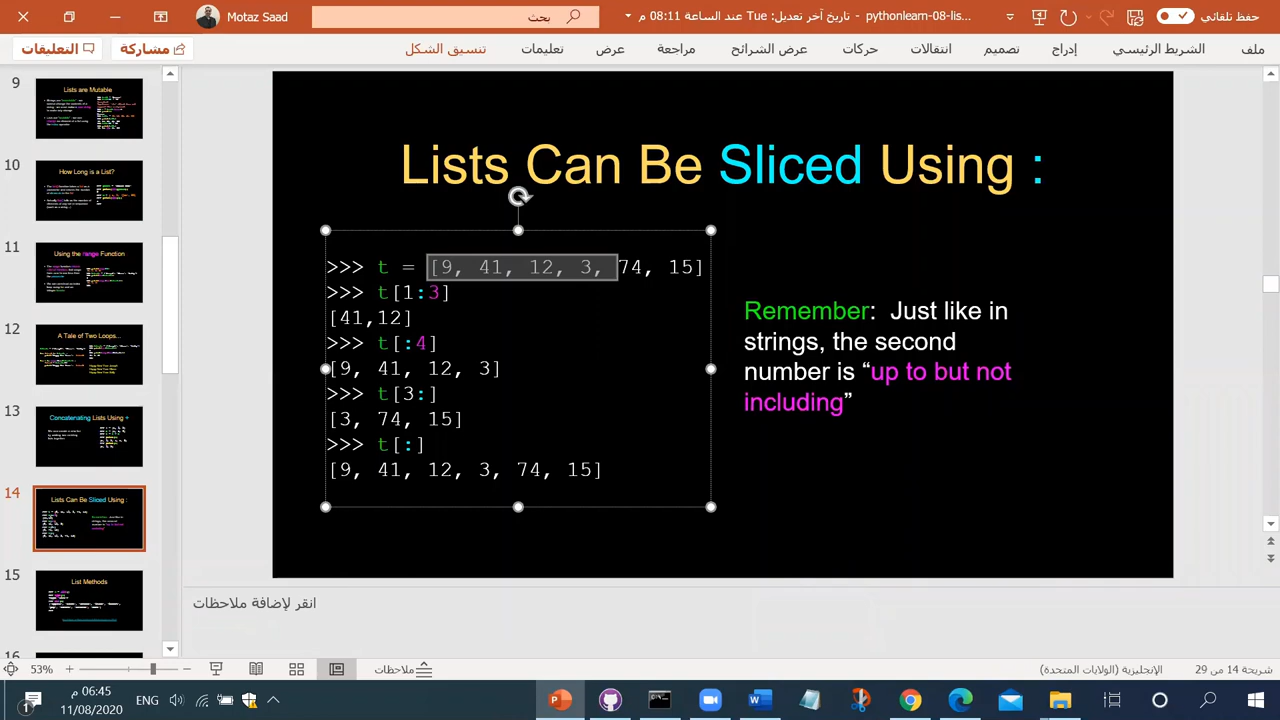 Motaz Saad
بحث
pythonlearn-08-lis... - تاريخ آخر تعديل: Tue عند الساعة 08:11 م
حفظ تلقائي
ملف
الشريط الرئيسي
إدراج
تصميم
انتقالات
حركات
عرض الشرائح
مراجعة
عرض
تعليمات
تنسيق الشكل
مشاركة
التعليقات
9
Lists are Mutable
10
How Long is a List?
11
Using the range Function
12
A Tale of Two Loops...
13
Concatenating Lists Using +
14
Lists Can Be Sliced Using :
15
List Methods
16
Lists Can Be Sliced Using :
>>> t = [9, 41, 12, 3, 74, 15]
>>> t[1:3]
[41,12]
>>> t[:4]
[9, 41, 12, 3]
>>> t[3:]
[3, 74, 15]
>>> t[:]
[9, 41, 12, 3, 74, 15]
Remember: Just like in
strings, the second
number is “up to but not
including”
انقر لإضافة ملاحظات
شريحة 14 من 29
الإنجليزية (الولايات المتحدة)
ملاحظات
53%
06:45 م
11/08/2020
ENG
1